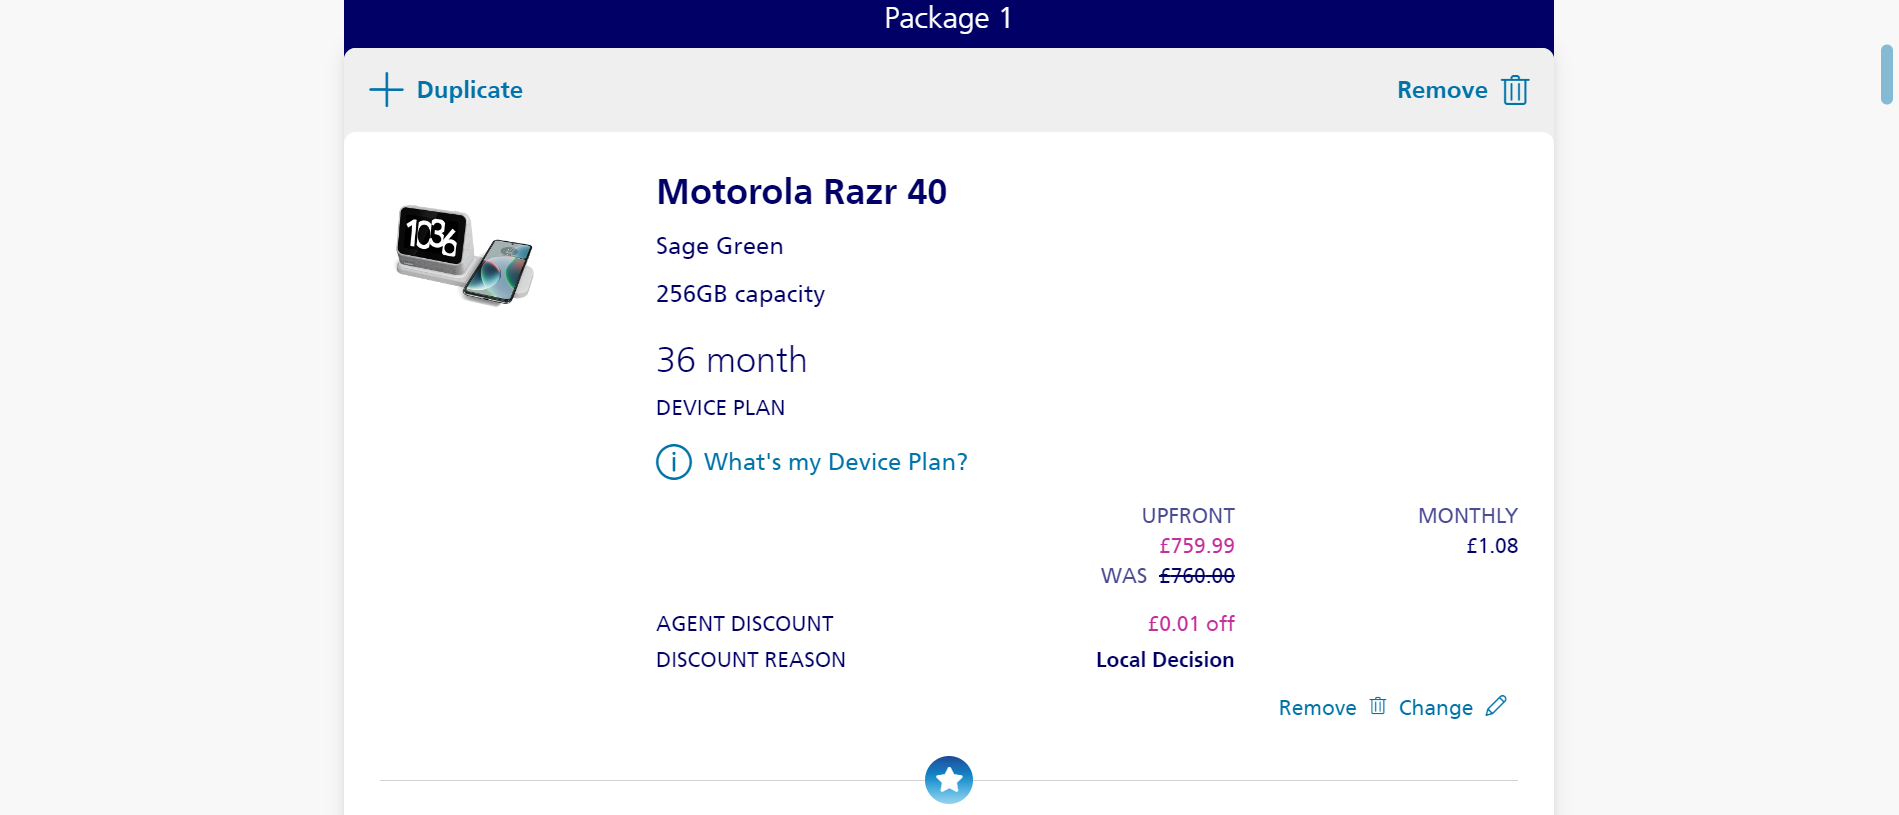 Package 1
Duplicate
Remove
1036
Motorola Razr 40
Sage Green
256GB capacity
36 month
DEVICE PLAN
What's my Device Plan?
UPFRONT MONTHLY
£759.99 £1.08
WAS £760.00
AGENT DISCOUNT £0.01 off
DISCOUNT REASON Local Decision
Remove Change